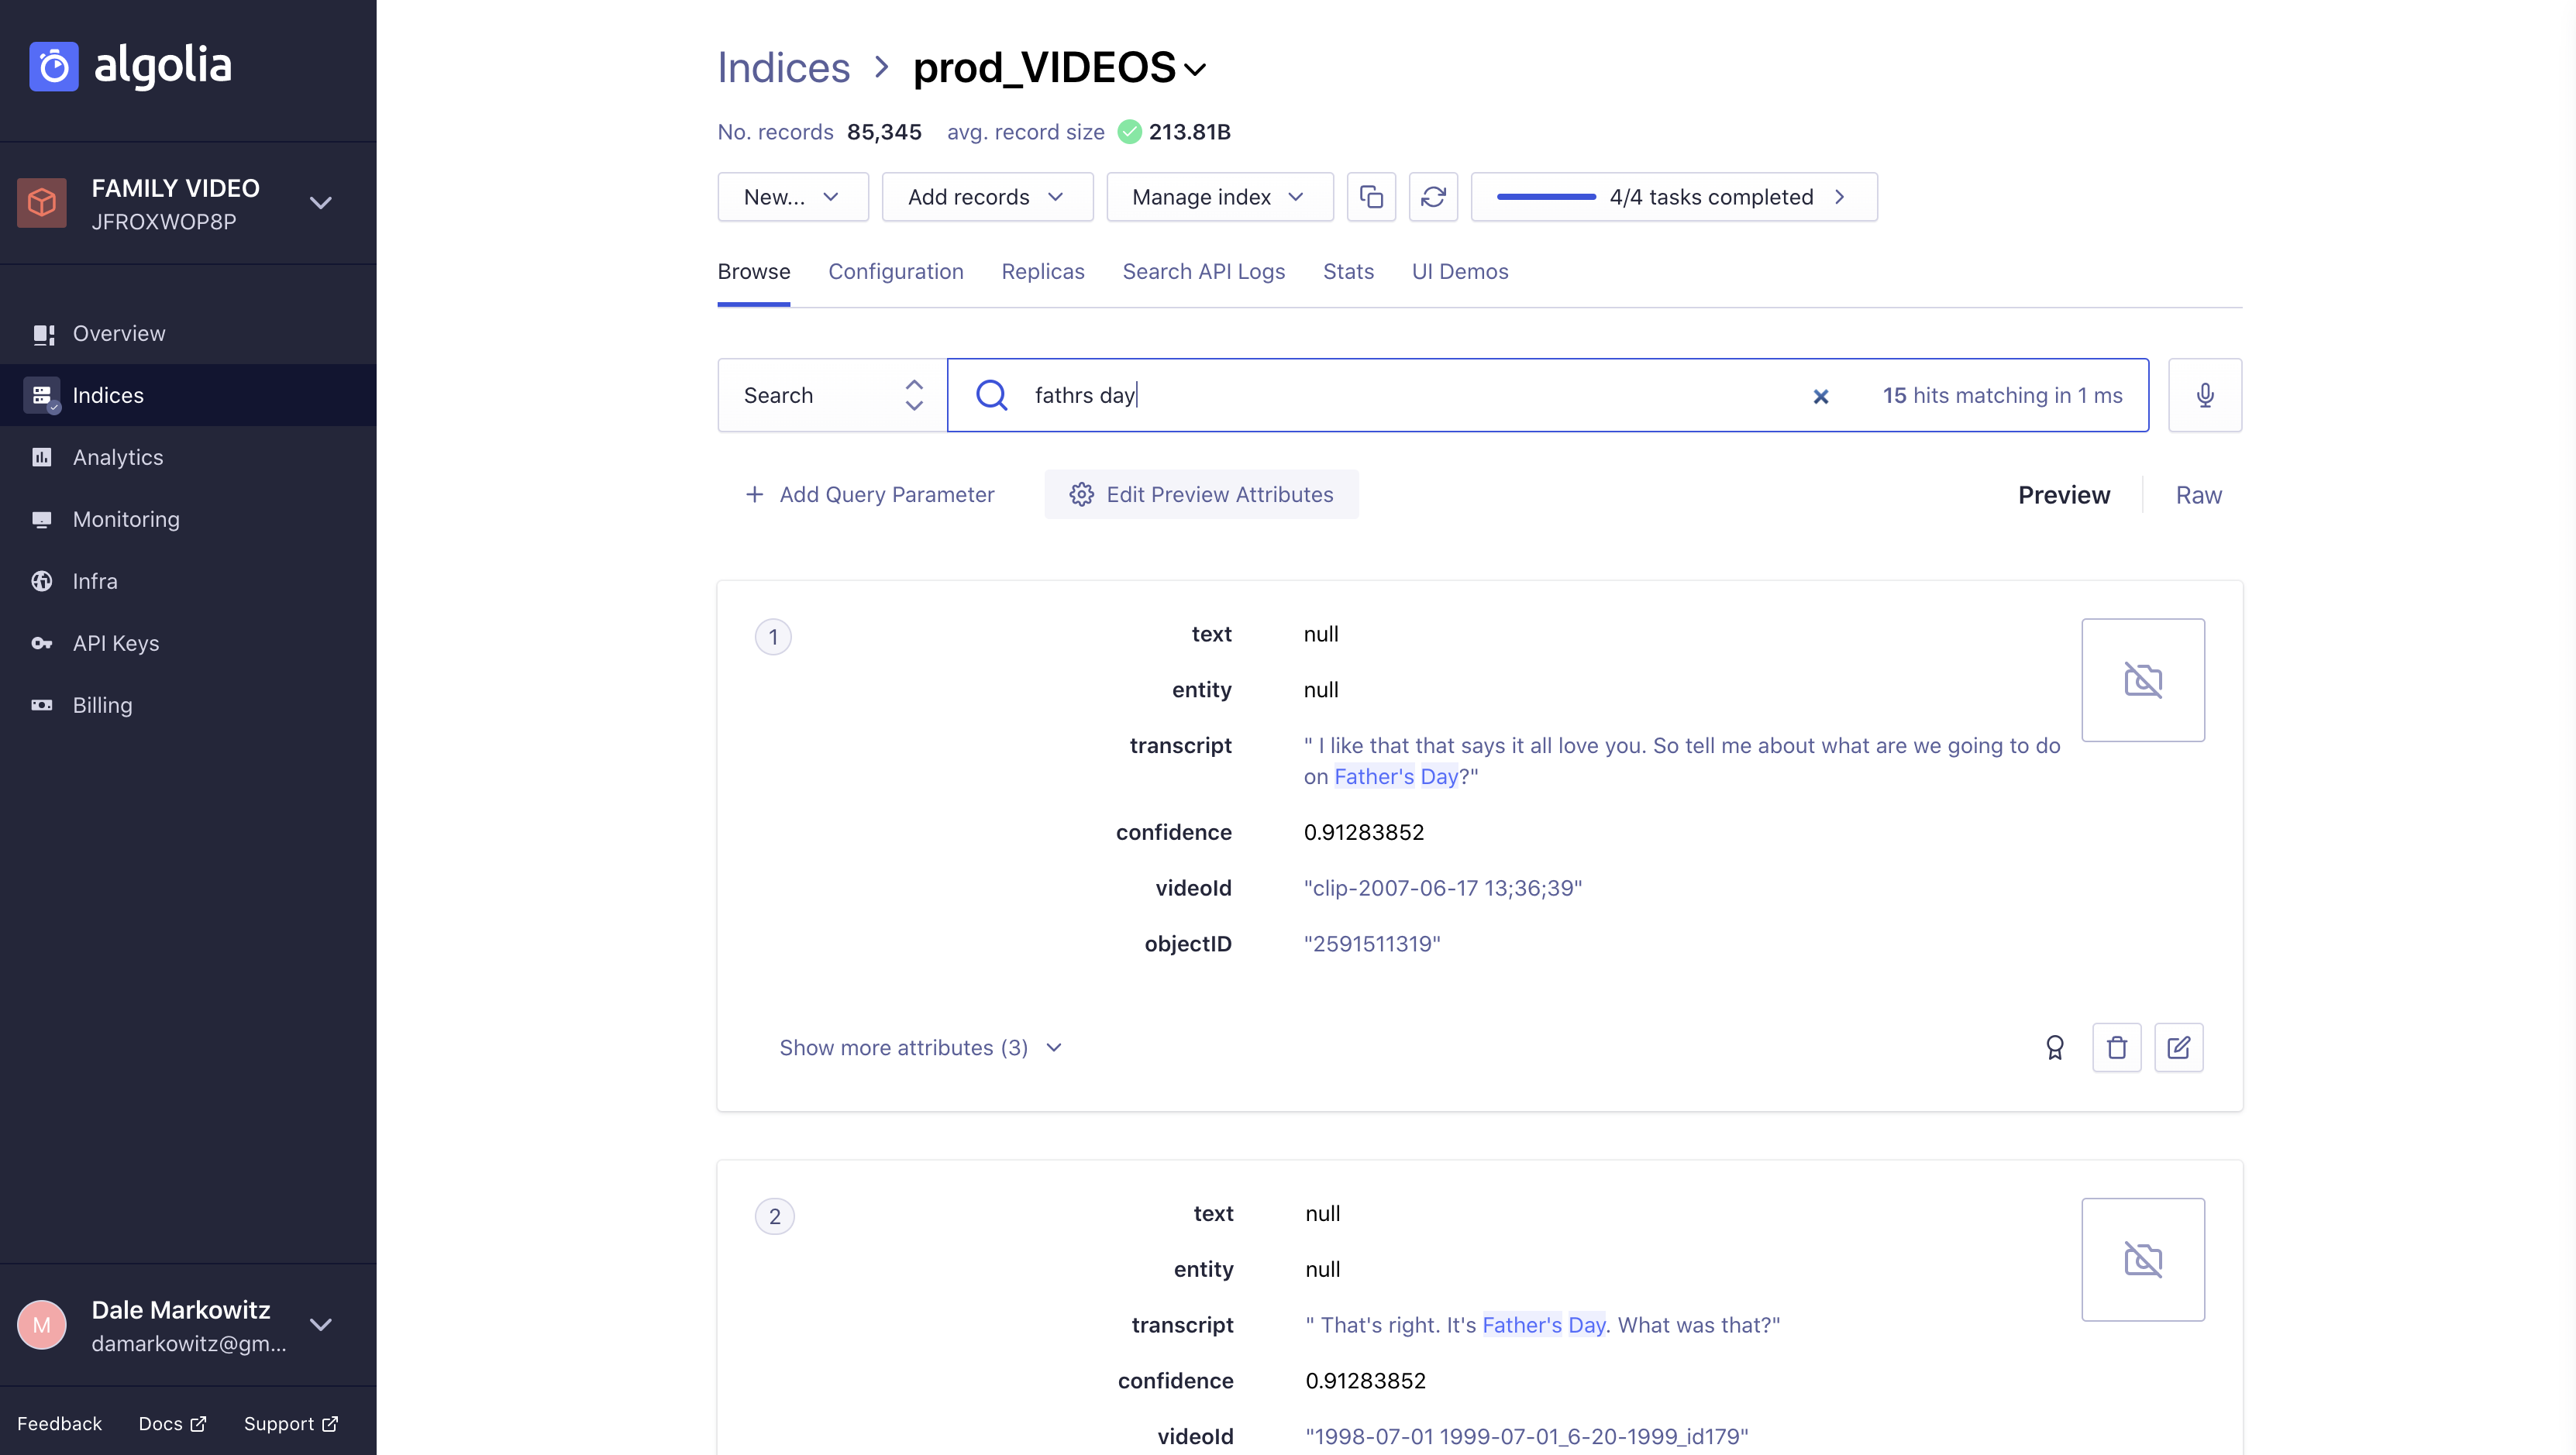 algolia
FAMILY VIDEO
JFROXWOP8P
Overview
Indices
Analytics
Monitoring
Infra
API Keys
Billing
Dale Markowitz
M
damarkowitz@gm...
Feedback Docs Support
Indices > prod_VIDEOS
No. records 85,345 avg. record size 213.81B
New... Add records Manage index 4/4 tasks completed
Browse Configuration Replicas Search API Logs Stats UI Demos
Search fathrs day 15 hits matching in 1 ms
Add Query Parameter Edit Preview Attributes Preview Raw
1 text null
entity null
transcript " I like that that says it all love you. So tell me about what are we going to do
on Father's Day?"
confidence 0.91283852
videoId "clip-2007-06-17 13;36;39"
objectID "2591511319"
Show more attributes (3)
2 text null
entity null
transcript " That's right. It's Father's Day. What was that?"
confidence 0.91283852
videoId "1998-07-01 1999-07-01_6-20-1999_id179"